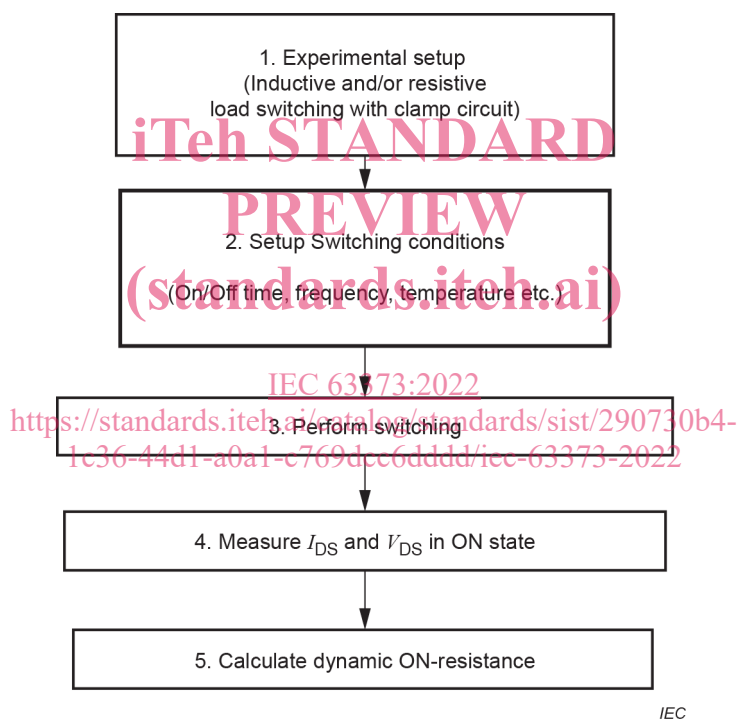 1. Experimental setup
(Inductive and/or resistive
load switching with clamp circuit)
iTeh STANDARD
PREVIEW
2. Setup Switching conditions
(standards.iteh.ai)
(On/Off time, frequency, temperature etc.)
IEC 63373:2022
https://standards.iteh.ai/catalog/standards/sist/290730b4-
3. Perform switching
1c36-44d1-a0a1-c769dcc6dddd/iec-63373-2022
4. Measure IDS and VDS in ON state
5. Calculate dynamic ON-resistance
IEC